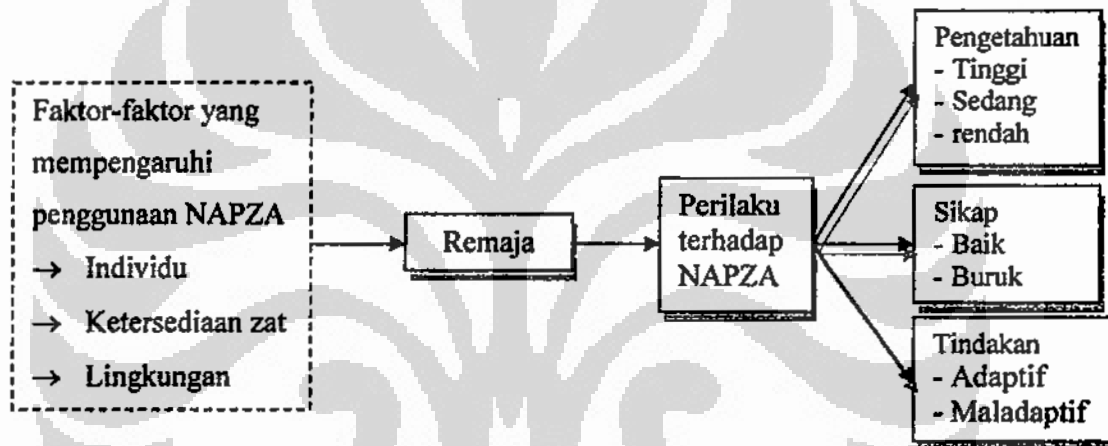 Faktor-faktor yang
mempengaruhi
penggunaan NAPZA
→ Individu
→ Ketersediaan zat
→ Lingkungan
Remaja
Perilaku
terhadap
NAPZA
Pengetahuan
- Tinggi
- Sedang
- rendah
Sikap
- Baik
- Buruk
Tindakan
- Adaptif
- Maladaptif